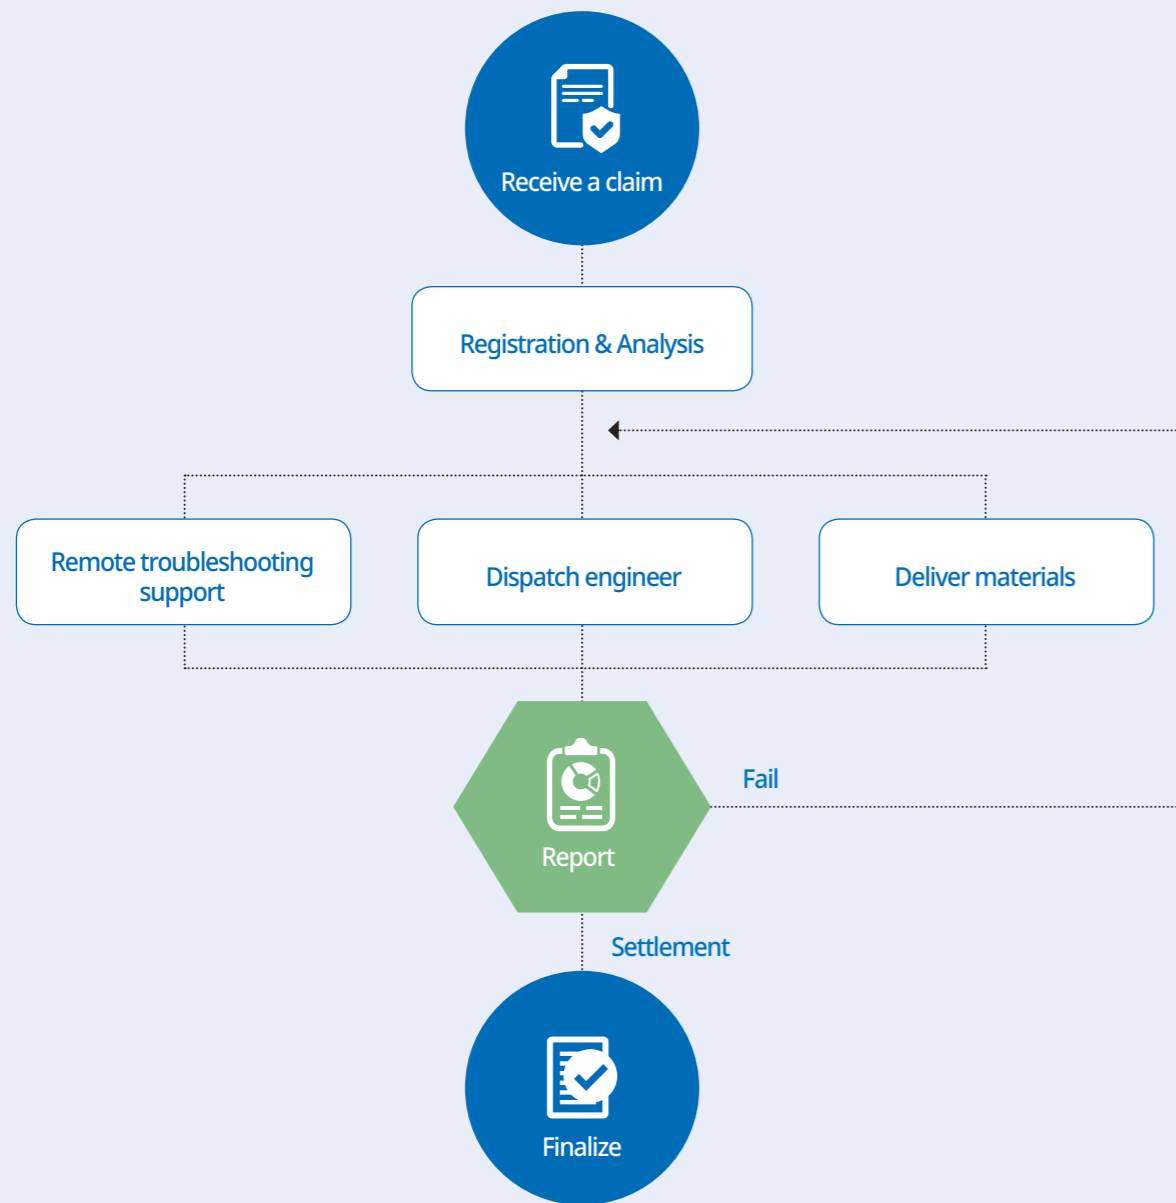 Receive a claim
Registration & Analysis
Remote troubleshooting
support
Dispatch engineer
Deliver materials
Fail
Report
Settlement
Finalize